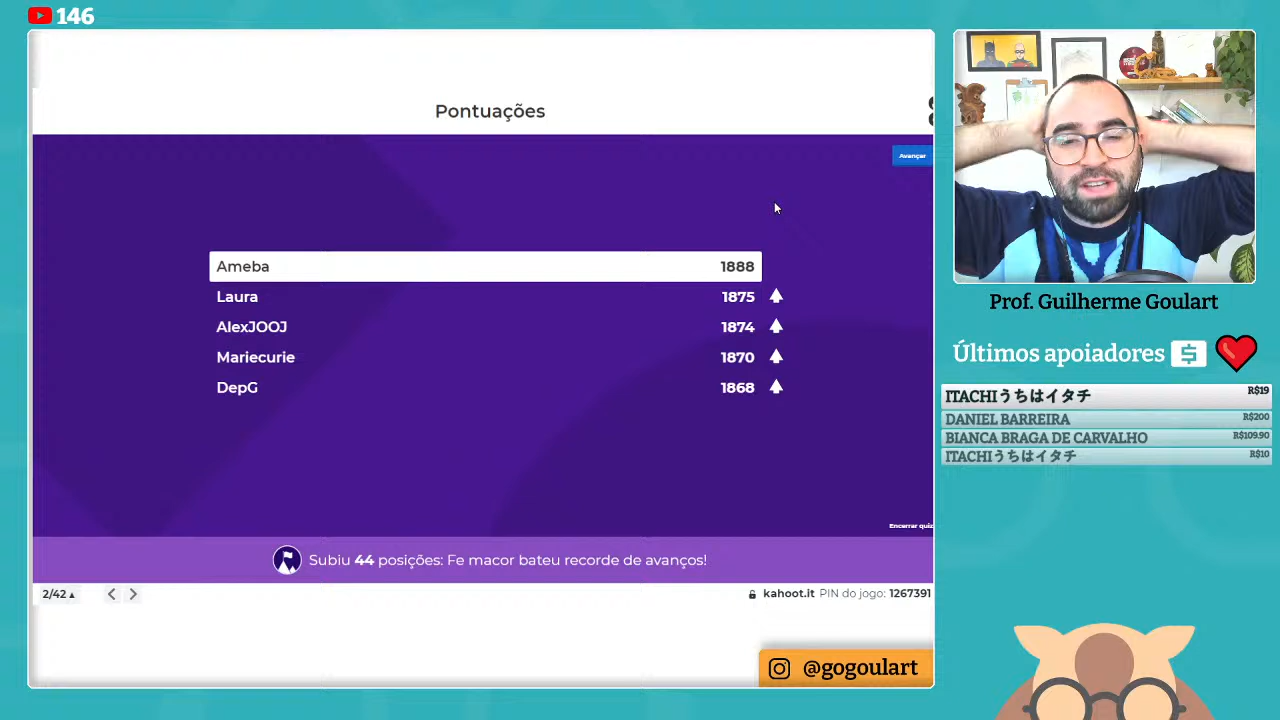 146
Pontuações
Avançar
Ameba 1888
Laura 1875
AlexJOOJ 1874
Mariecurie 1870
DepG 1868
Encerrar quiz
Subiu 44 posições: Fe macor bateu recorde de avanços!
2/42
kahoot.it PIN do jogo: 1267391
@gogoulart
Prof. Guilherme Goulart
Últimos apoiadores
ITACHIうちはイタチ R$19
DANIEL BARREIRA R$200
BIANCA BRAGA DE CARVALHO R$109.90
ITACHIうちはイタチ R$10